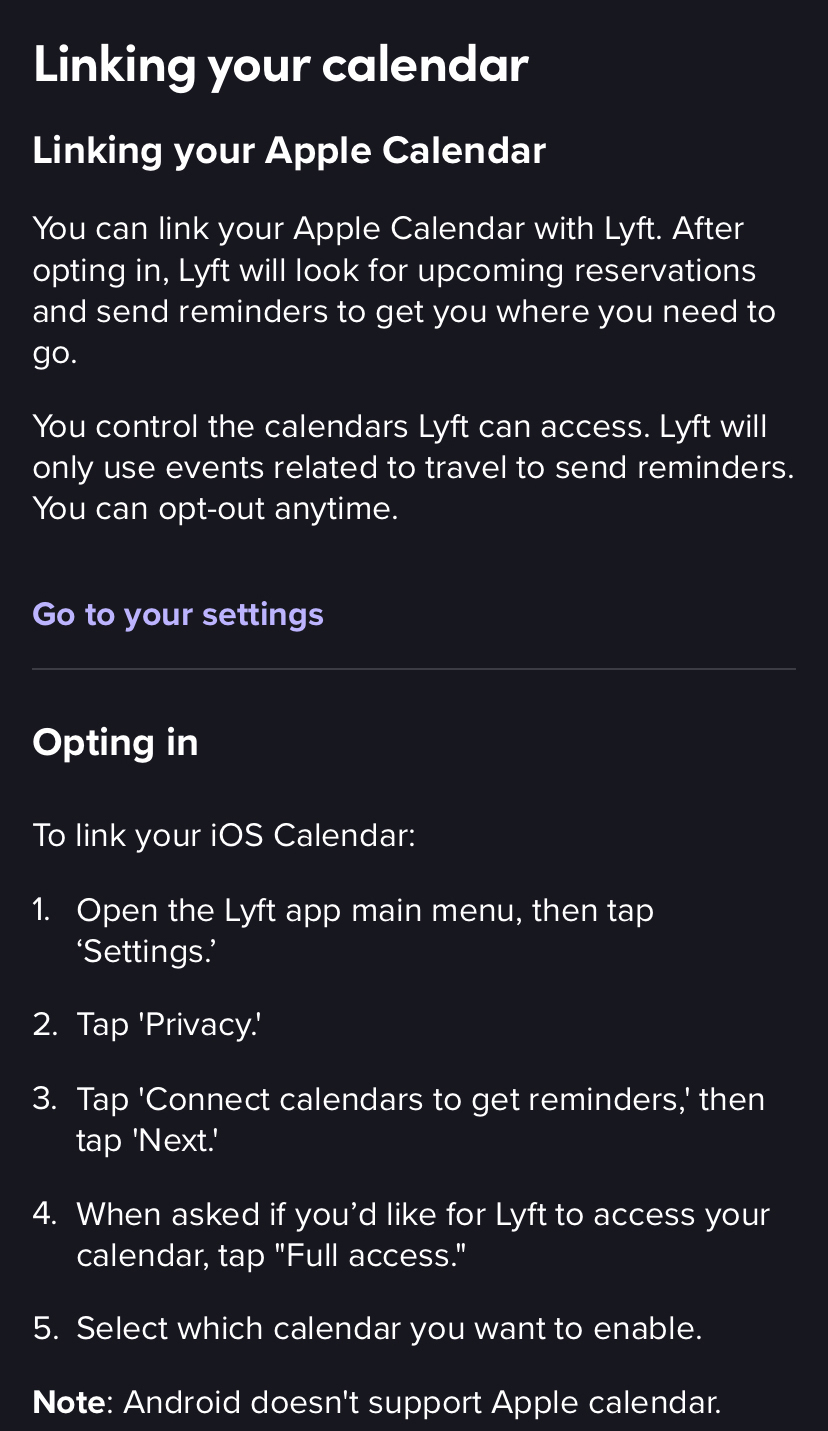 Linking your calendar
Linking your Apple Calendar
You can link your Apple Calendar with Lyft. After
opting in, Lyft will look for upcoming reservations
and send reminders to get you where you need to
go.
You control the calendars Lyft can access. Lyft will
only use events related to travel to send reminders.
You can opt-out anytime.
Go to your settings
Opting in
To link your iOS Calendar:
1. Open the Lyft app main menu, then tap
‘Settings.’
2. Tap 'Privacy.'
3. Tap 'Connect calendars to get reminders,' then
tap 'Next.'
4. When asked if you’d like for Lyft to access your
calendar, tap "Full access."
5. Select which calendar you want to enable.
Note: Android doesn't support Apple calendar.